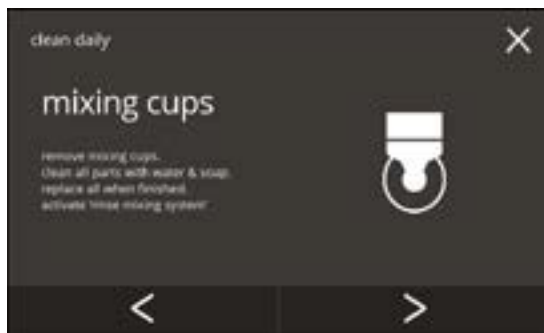 clean daily
mixing cups
remove mixing cups.
clean all parts with water & soap.
replace all when finished.
activate 'rinse mixing system'